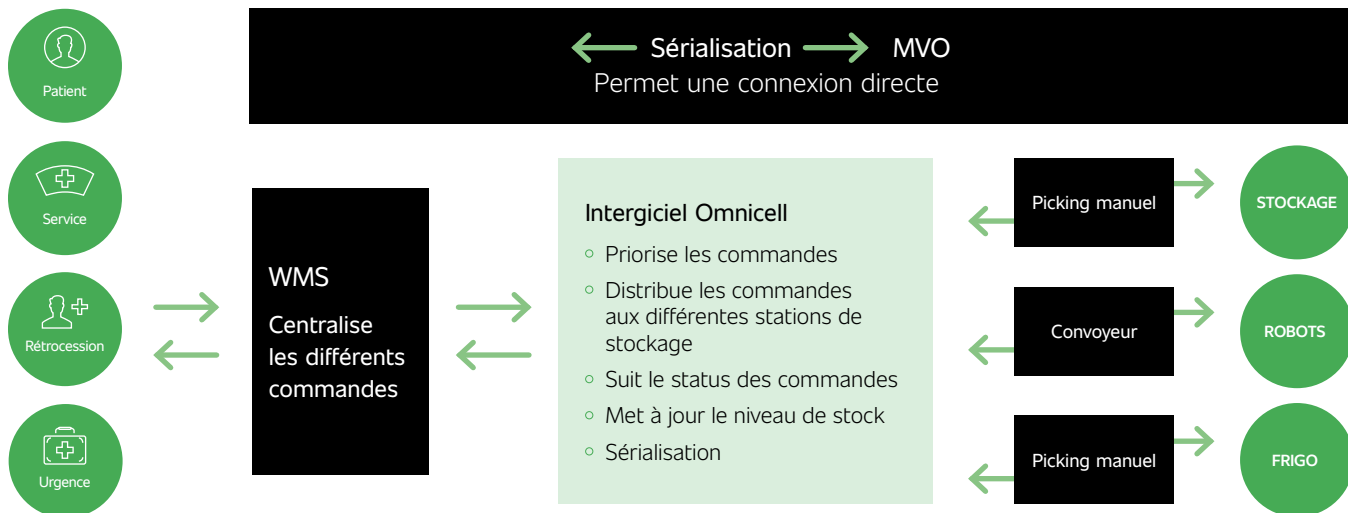 Patient
Service
Rétrocession
Urgence
Sérialisation MVO
Permet une connexion directe
WMS
Centralise
les différents
commandes
Intergiciel Omnicell
Priorise les commandes
Distribue les commandes
aux différentes stations de
stockage
Suit le status des commandes
Met à jour le niveau de stock
Sérialisation
Picking manuel
STOCKAGE
Convoyeur
ROBOTS
Picking manuel
FRIGO